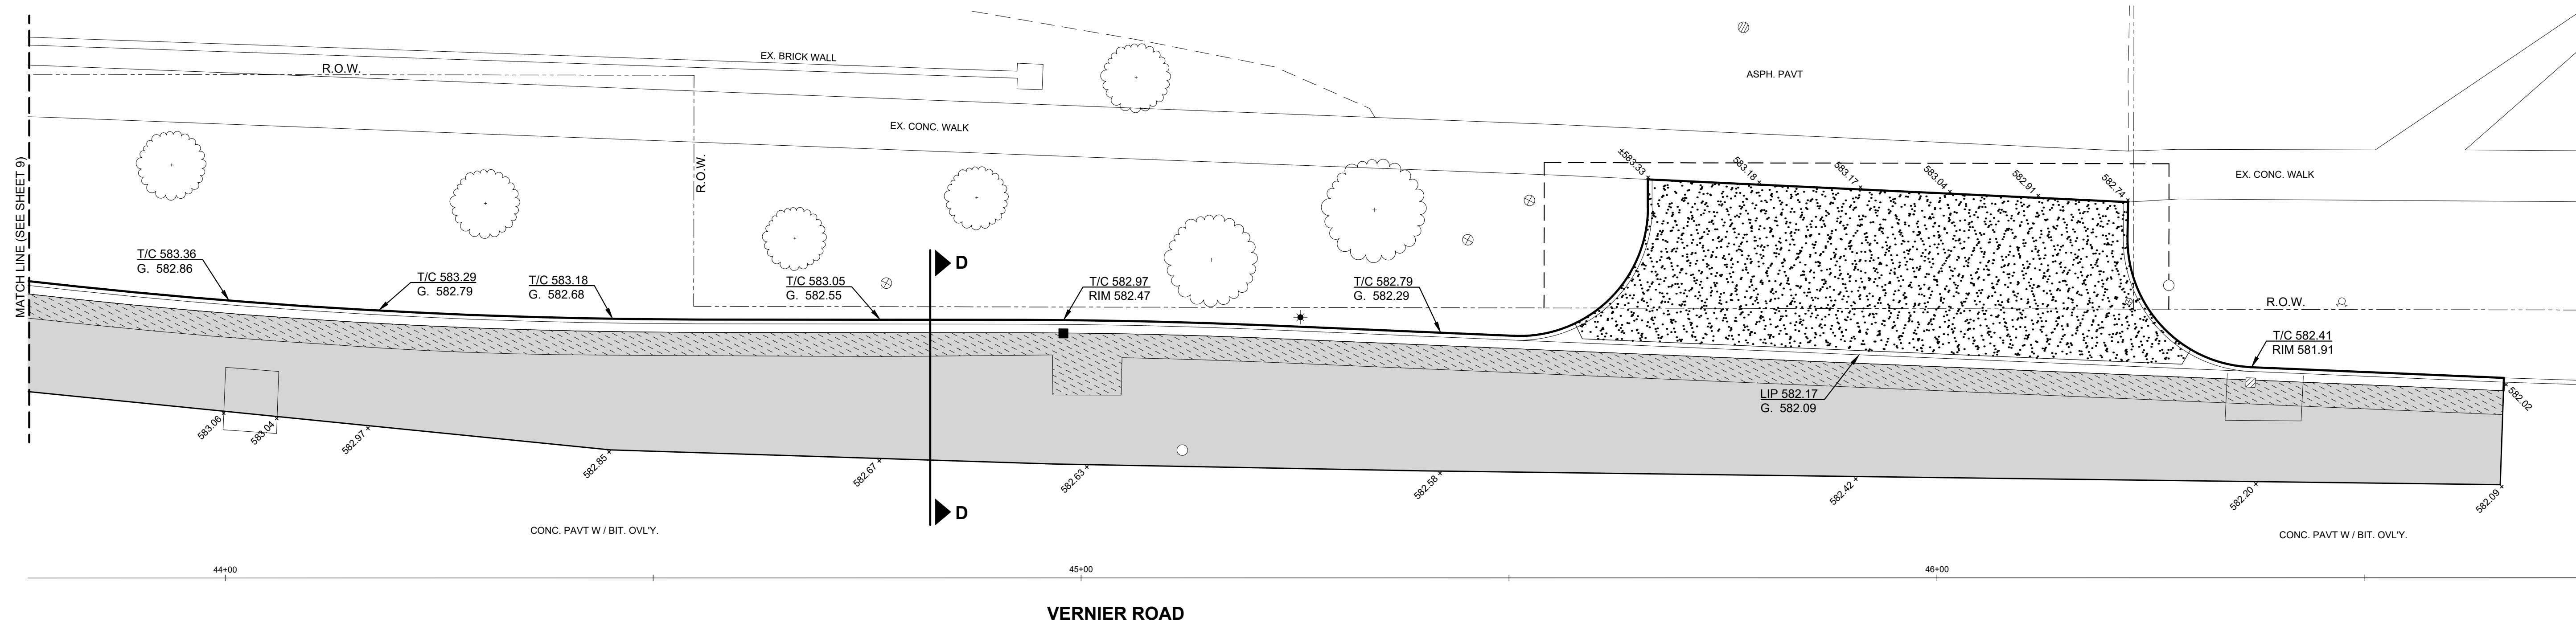 EX. BRICK WALL
R.O.W.
ASPH. PAVT
EX. CONC. WALK
MATCH LINE (SEE SHEET 9)
R.O.W.
±583.33
583.18
583.17
583.04
582.91
582.74
EX. CONC. WALK
T/C 583.36
G. 582.86
T/C 583.29
G. 582.79
T/C 583.18
G. 582.68
T/C 583.05
G. 582.55
D
T/C 582.97
RIM 582.47
T/C 582.79
G. 582.29
R.O.W.
T/C 582.41
RIM 581.91
LIP 582.17
G. 582.09
582.02
583.06
583.04
582.97
582.85
582.67
582.63
582.58
582.42
582.20
582.09
D
CONC. PAVT W / BIT. OVL'Y.
CONC. PAVT W / BIT. OVL'Y.
44+00
45+00
46+00
VERNIER ROAD